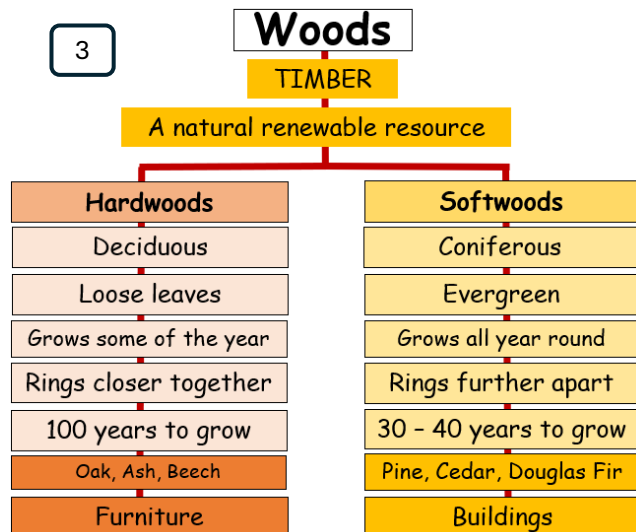 3
Woods
TIMBER
A natural renewable resource
Hardwoods
Deciduous
Loose leaves
Grows some of the year
Rings closer together
100 years to grow
Oak, Ash, Beech
Furniture
Softwoods
Coniferous
Evergreen
Grows all year round
Rings further apart
30 – 40 years to grow
Pine, Cedar, Douglas Fir
Buildings